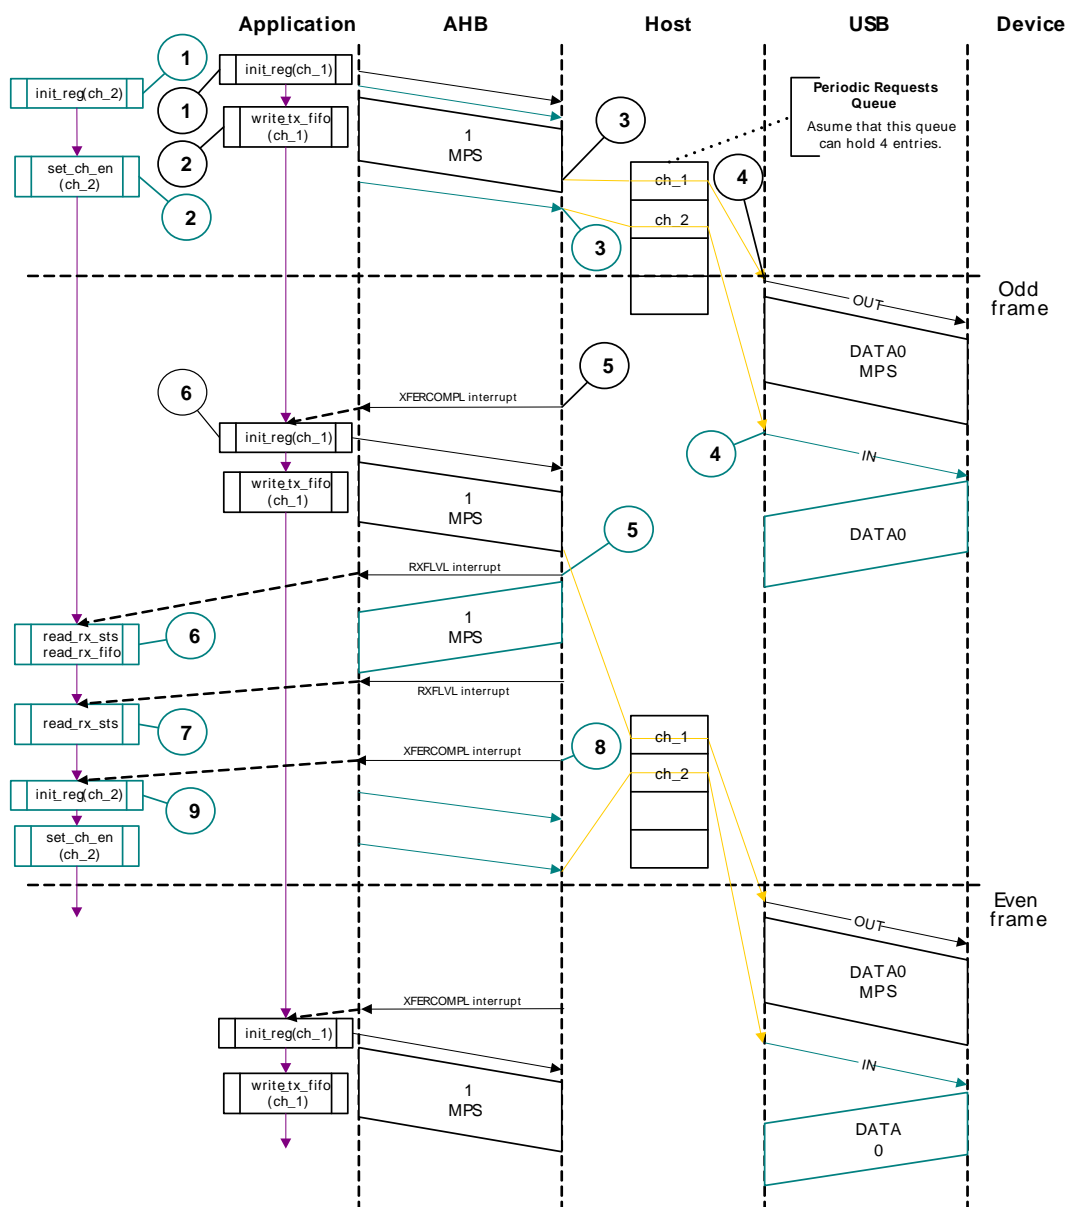 Application
AHB
Host
USB
Device
1
init_reg(ch_2)
set_ch_en
(ch_2)
2
init_reg(ch_1)
1
write_tx_fifo
(ch_1)
2
1
MPS
3
3
Periodic Requests
Queue
Asume that this queue
can hold 4 entries.
4
ch_1
ch_2
Odd
frame
OUT
DATA0
MPS
5
XFERCOMPL interrupt
6
init_reg(ch_1)
write_tx_fifo
(ch_1)
1
MPS
4
IN
DATA0
5
RXFLVL interrupt
1
MPS
read_rx_sts
read_rx_fifo
6
RXFLVL interrupt
read_rx_sts
7
XFERCOMPL interrupt
8
init_reg(ch_2)
9
set_ch_en
(ch_2)
ch_1
ch_2
Even
frame
OUT
DATA0
MPS
XFERCOMPL interrupt
init_reg(ch_1)
write_tx_fifo
(ch_1)
1
MPS
IN
DATA
0